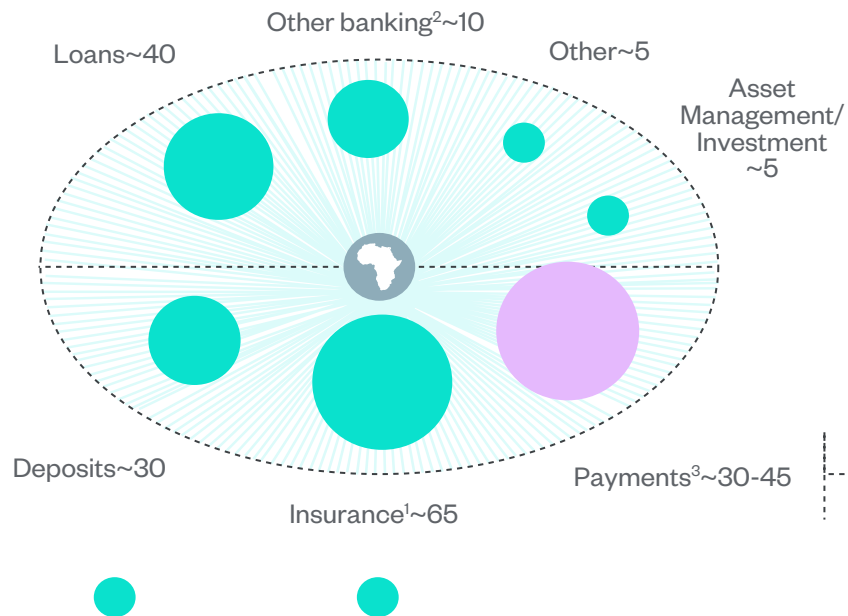 Other banking²~10
Loans~40
Other~5
Asset
Management/
Investment
~5
Deposits~30
Payments³~30-45
Insurance¹~65